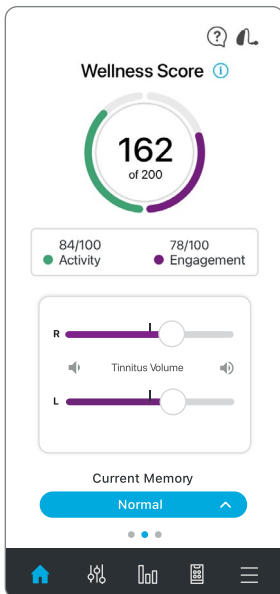 Wellness Score
162
of 200
84/100 78/100
Activity Engagement
R
Tinnitus Volume
L
Current Memory
Normal